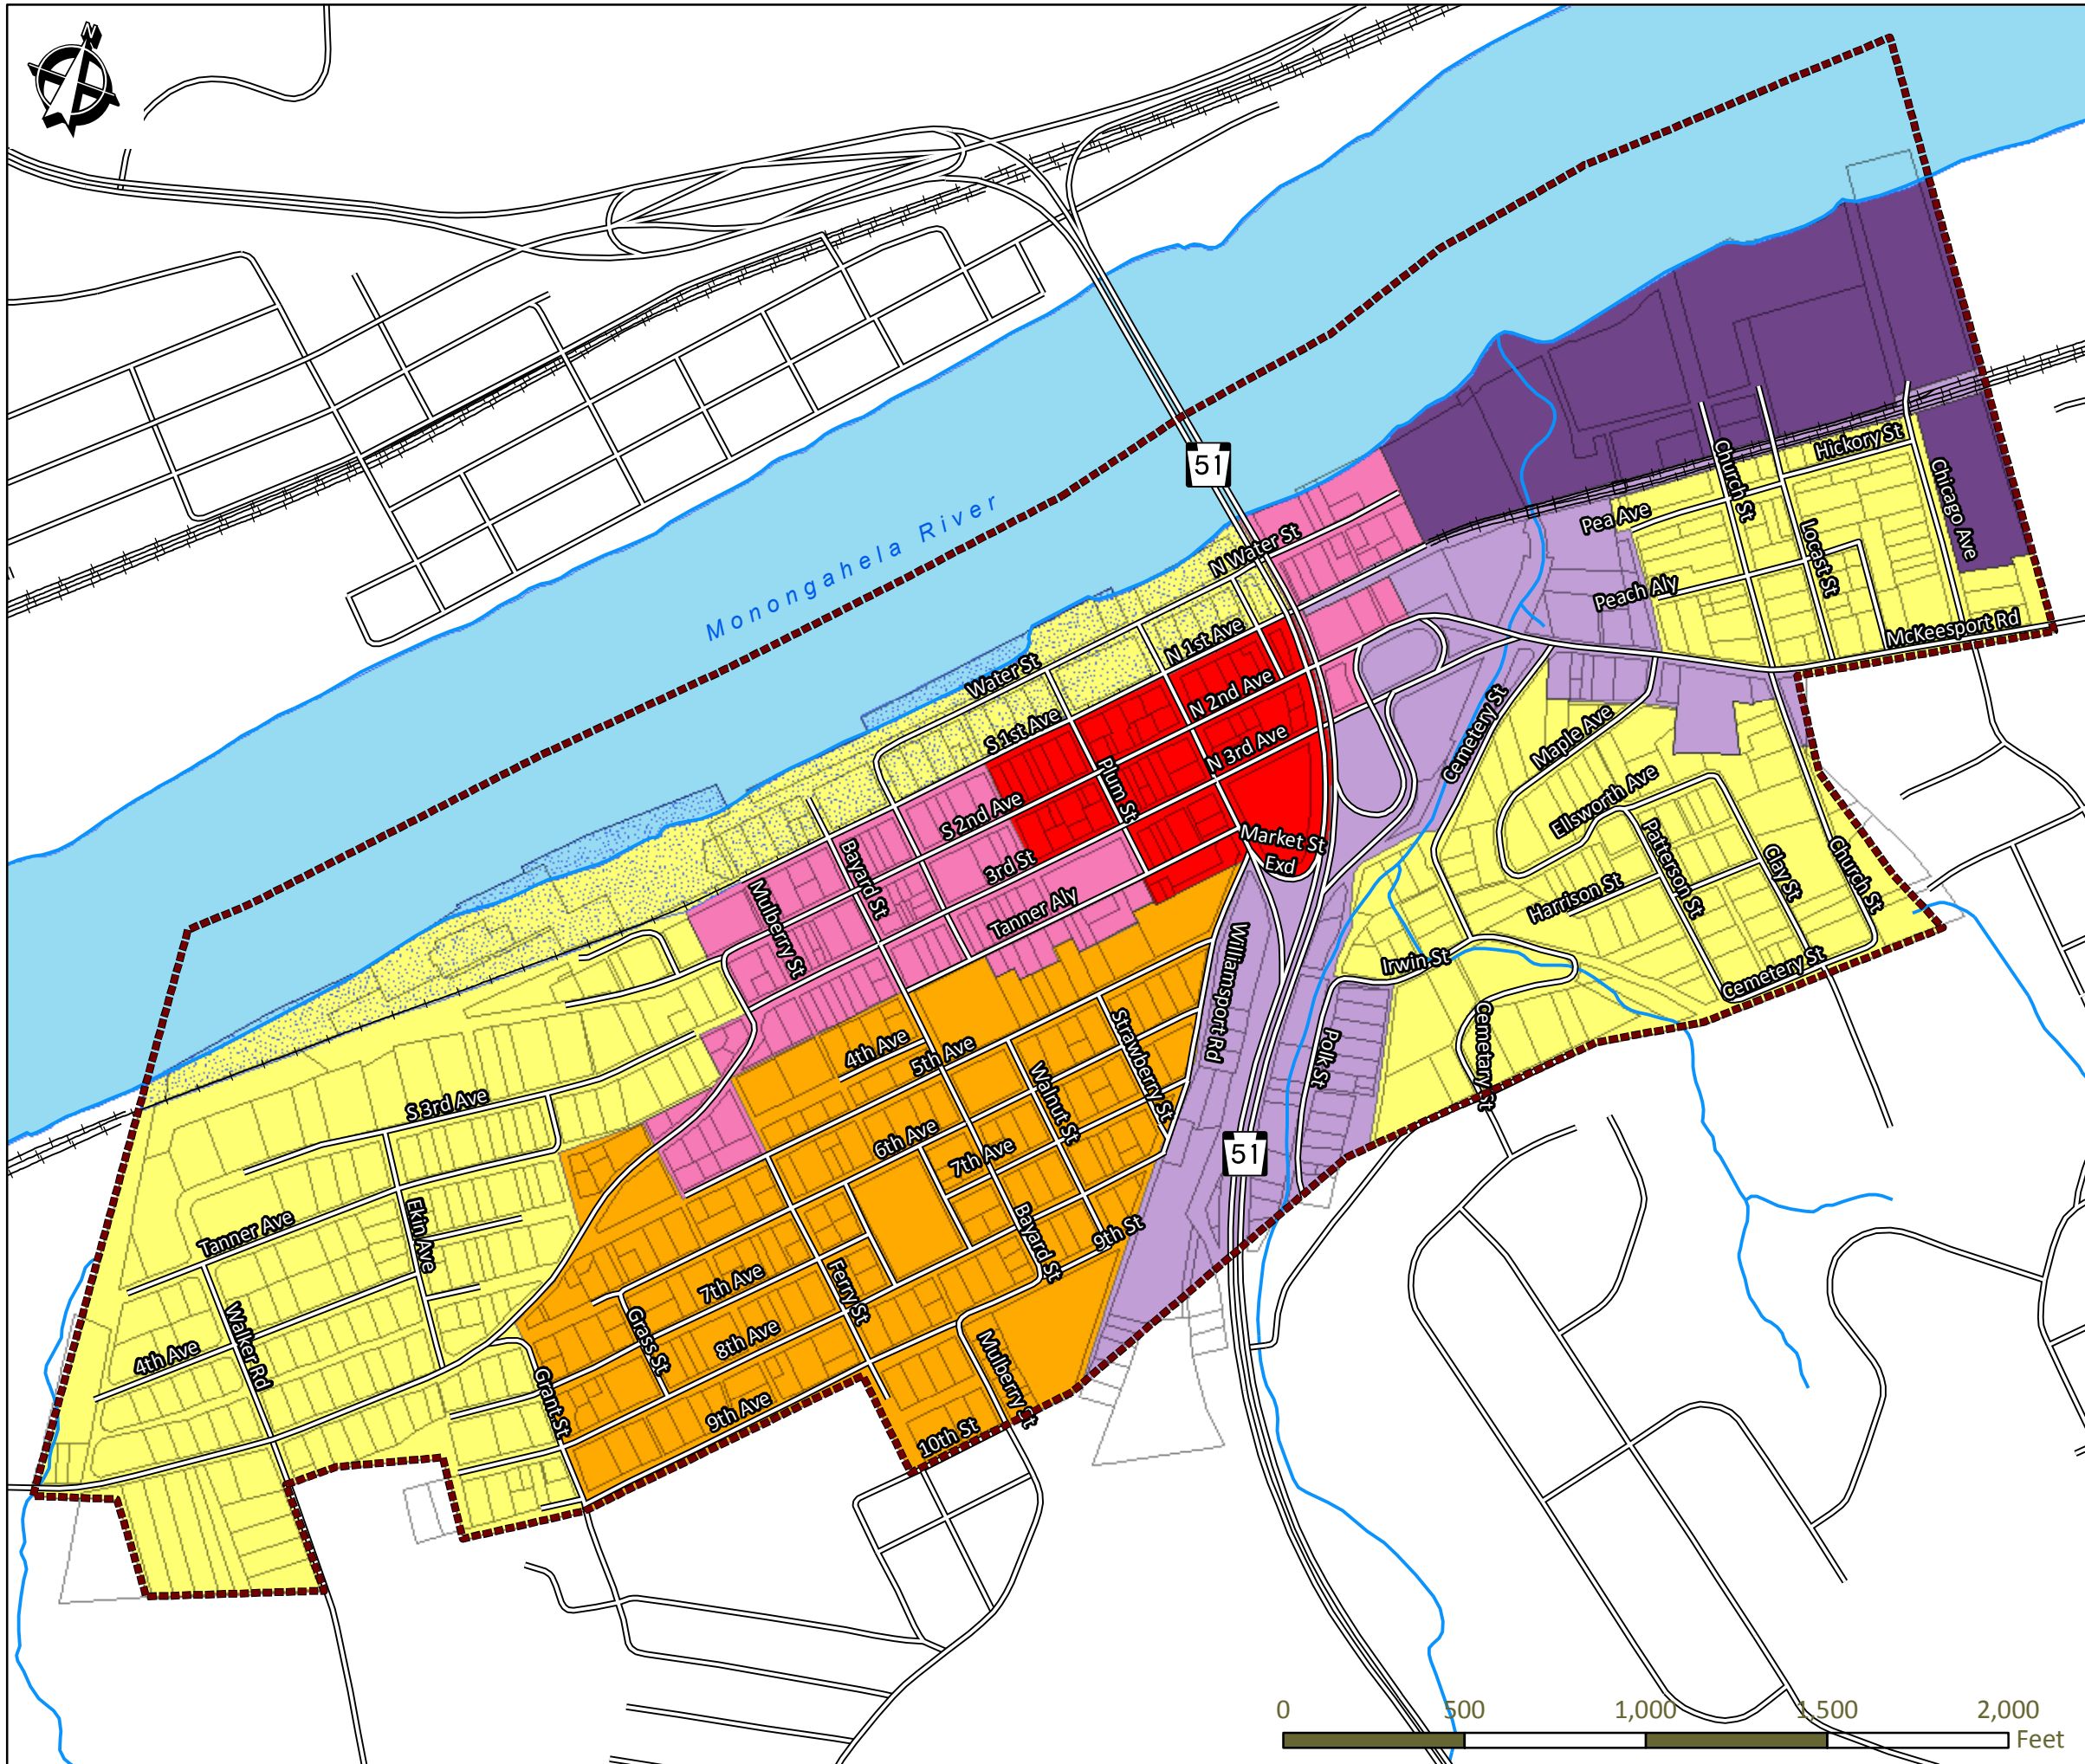 N
51
Monongahela River
Hickory St
Church St
Chicago Ave
Pea Ave
Locast St
N Water St
Peach Aly
McKeesport Rd
N 1st Ave
Water St
N 2nd Ave
S 1st Ave
Cemetery St
Maple Ave
N 3rd Ave
Plum St
S 2nd Ave
Ellsworth Ave
Market St
Exd
Patterson St
3rd St
Clay St
Church St
Bayard St
Mulberry St
Harrison St
Tanner Aly
Williamsport Rd
Irwin St
Cemetery St
Cemetary St
4th Ave
5th Ave
Strawberry St
Polk St
Walnut St
S 3rd Ave
6th Ave
7th Ave
51
Tanner Ave
Ekin Ave
Bayard St
9th St
7th Ave
Ferry St
Grass St
8th Ave
Walker Rd
4th Ave
Mulberry St
Grant St
9th Ave
10th St
0 500 1,000 1,500 2,000
Feet